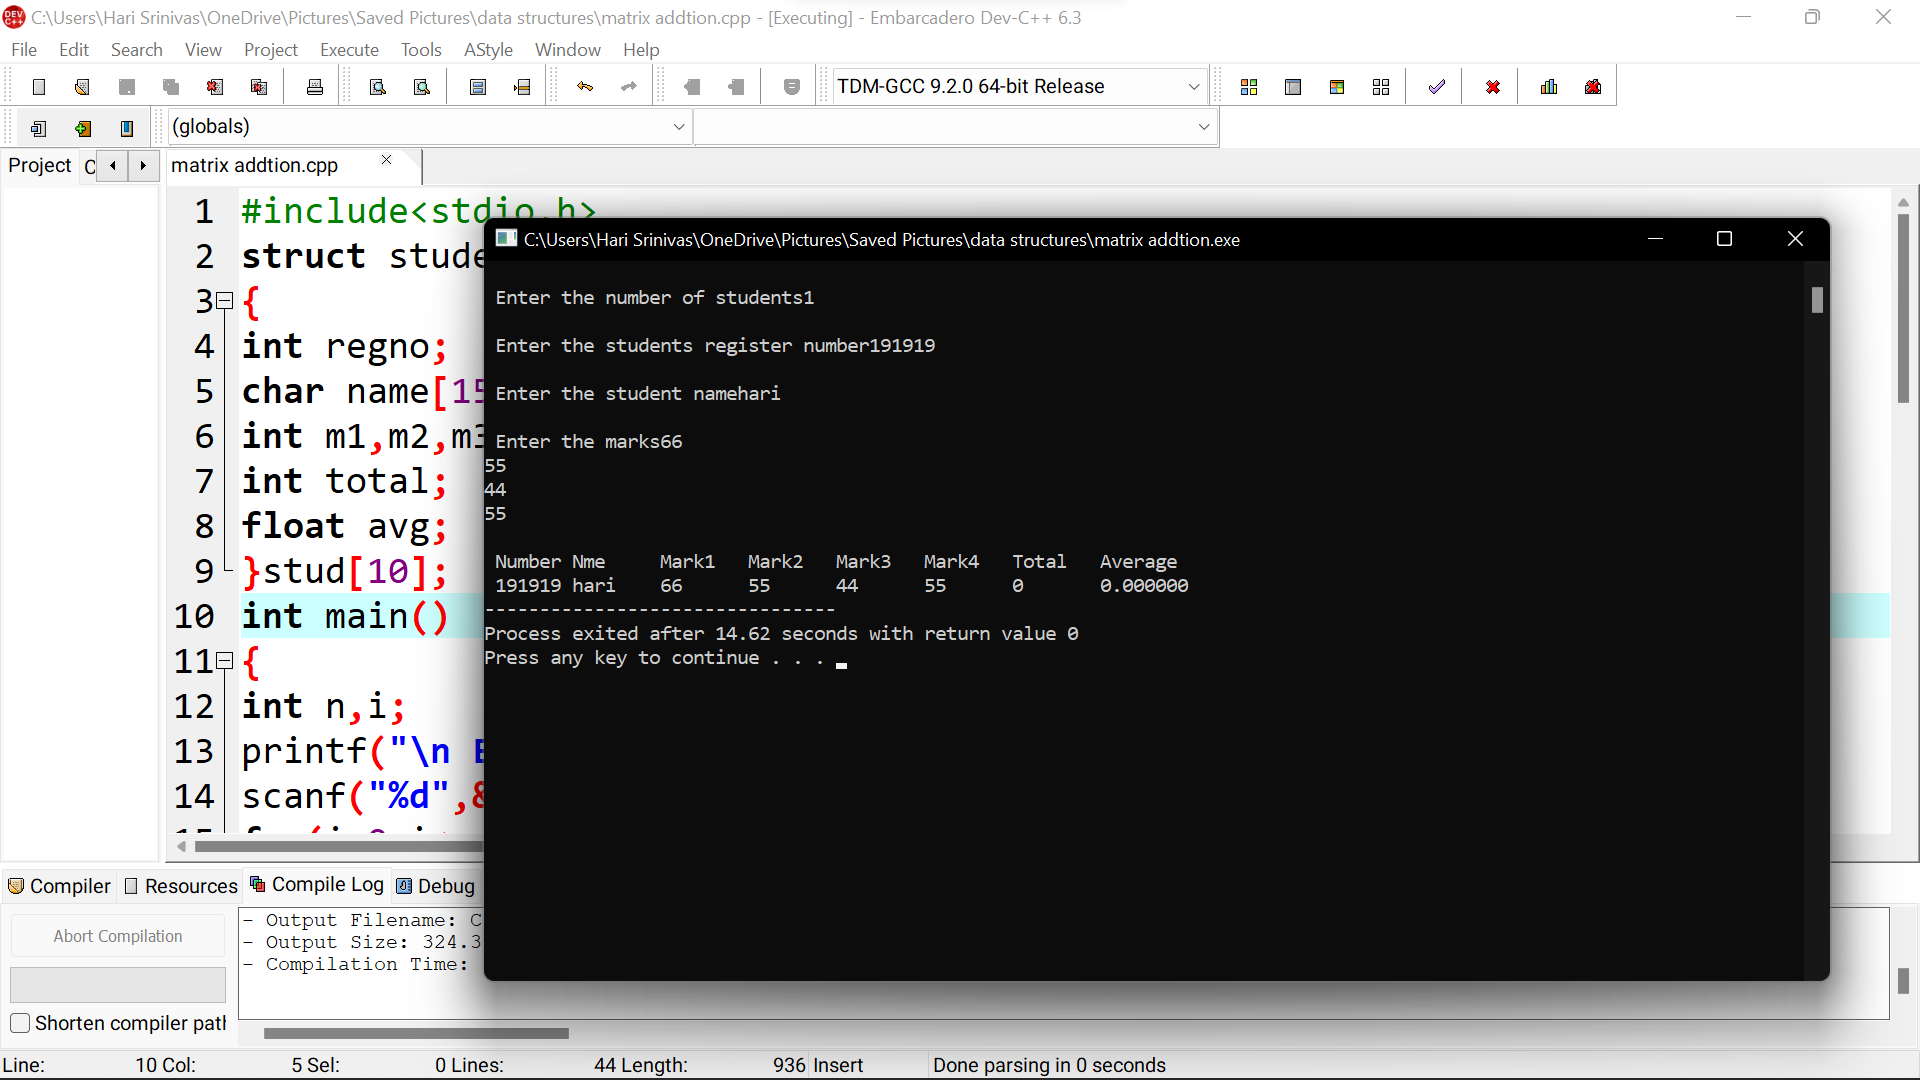 C:\Users\Hari Srinivas\OneDrive\Pictures\Saved Pictures\data structures\matrix addtion.cpp - [Executing] - Embarcadero Dev-C++ 6.3
File Edit Search View Project Execute Tools AStyle Window Help
TDM-GCC 9.2.0 64-bit Release
(globals)
Project C
matrix addtion.cpp
1 #include<stdio.h>
2 struct stude
3 {
4 int regno;
5 char name[15
6 int m1,m2,m3
7 int total;
8 float avg;
9 }stud[10];
10 int main()
11 {
12 int n,i;
13 printf("\n E
14 scanf("%d",&
C:\Users\Hari Srinivas\OneDrive\Pictures\Saved Pictures\data structures\matrix addtion.exe
Enter the number of students1
Enter the students register number191919
Enter the student namehari
Enter the marks66
55
44
55
Number Nme Mark1 Mark2 Mark3 Mark4 Total Average
191919 hari 66 55 44 55 0 0.000000
--------------------------------
Process exited after 14.62 seconds with return value 0
Press any key to continue . . .
Compiler Resources Compile Log Debug
Abort Compilation
Shorten compiler path
- Output Filename: C
- Output Size: 324.3
- Compilation Time:
Line: 10 Col: 5 Sel: 0 Lines: 44 Length: 936 Insert Done parsing in 0 seconds